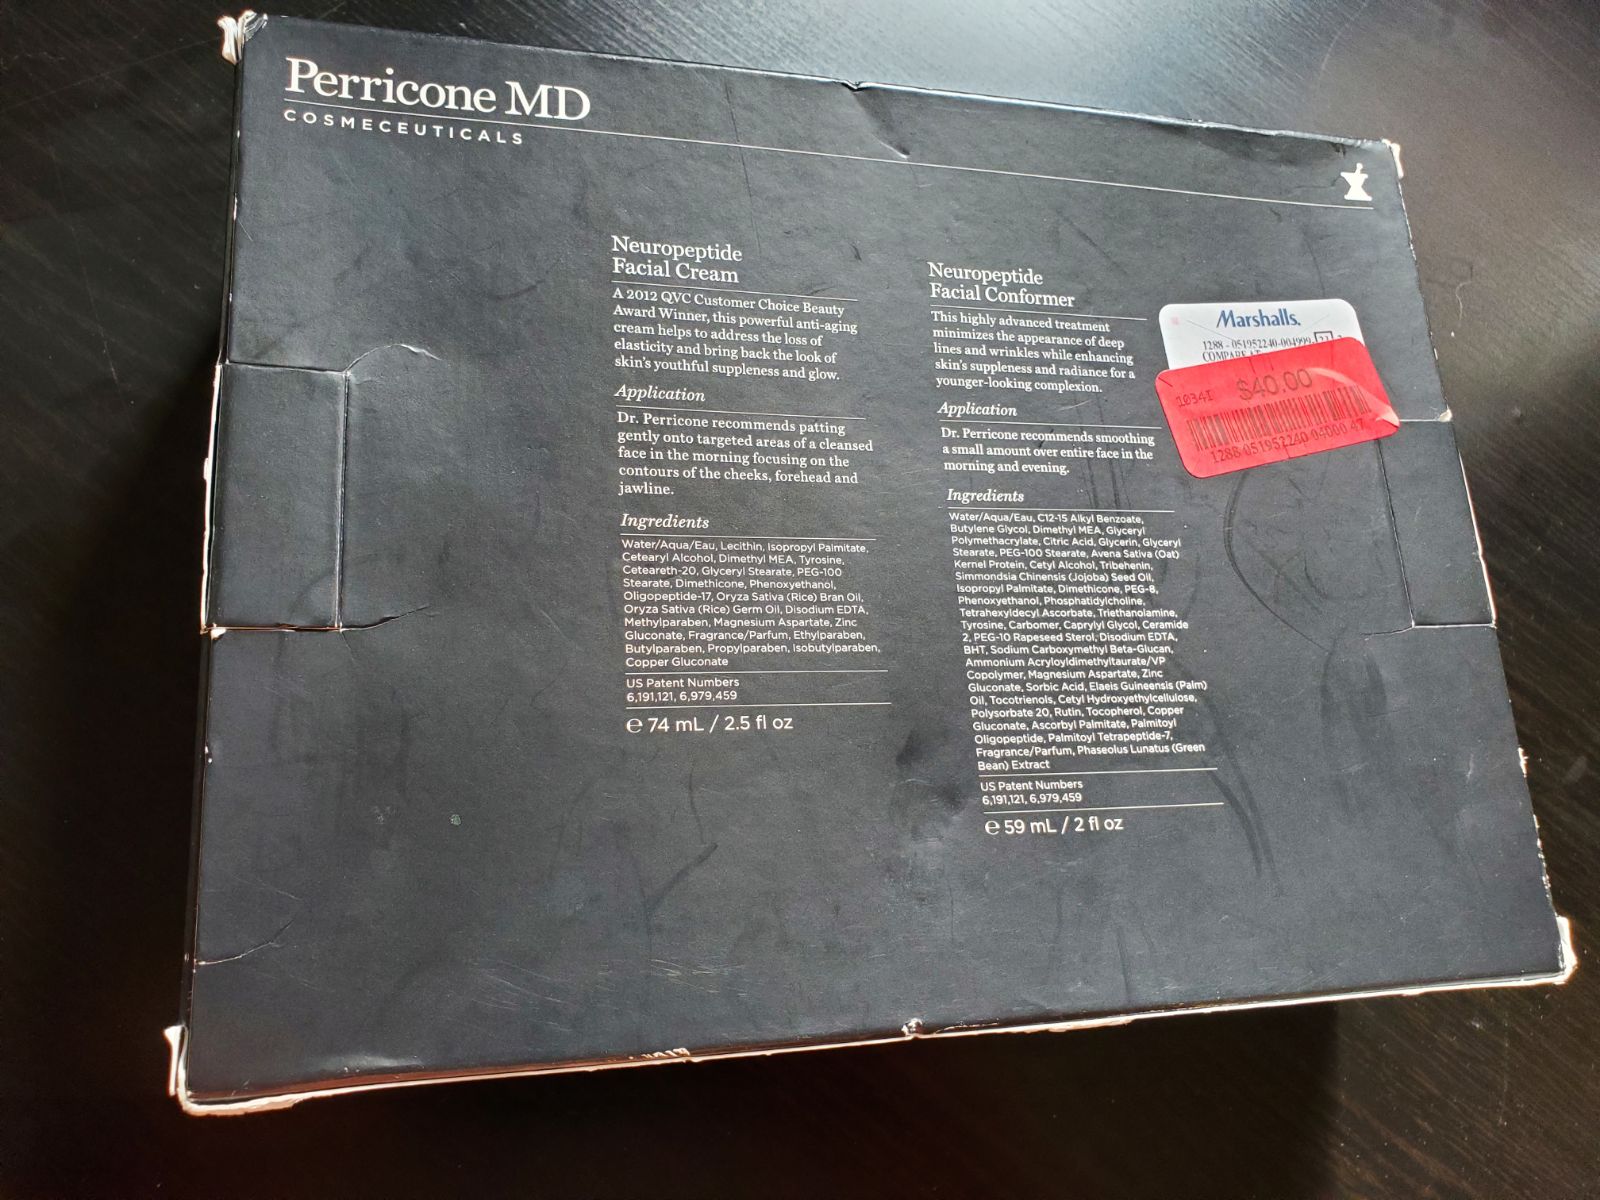 Perricone MD
COSMECEUTICALS
Neuropeptide
Facial Cream
A 2012 QVC Customer Choice Beauty
Award Winner, this powerful anti-aging
cream helps to address the loss of
elasticity and bring back the look of
skin's youthful suppleness and glow.
Application
Dr. Perricone recommends patting
gently onto targeted areas of a cleansed
face in the morning focusing on the
contours of the cheeks, forehead and
jawline.
Ingredients
Water/Aqua/Eau, Lecithin, Isopropyl Palmitate,
Cetearyl Alcohol, Dimethyl MEA, Tyrosine,
Ceteareth-20, Glyceryl Stearate, PEG-100
Stearate, Dimethicone, Phenoxyethanol,
Oligopeptide-17, Oryza Sativa (Rice) Bran Oil,
Oryza Sativa (Rice) Germ Oil, Disodium EDTA,
Methylparaben, Magnesium Aspartate, Zinc
Gluconate, Fragrance/Parfum, Ethylparaben,
Butylparaben, Propylparaben, Isobutylparaben,
Copper Gluconate
US Patent Numbers
6,191,121, 6,979,459
℮ 74 mL / 2.5 fl oz
Neuropeptide
Facial Conformer
This highly advanced treatment
minimizes the appearance of deep
lines and wrinkles while enhancing
skin's suppleness and radiance for a
younger-looking complexion.
Application
Dr. Perricone recommends smoothing
a small amount over entire face in the
morning and evening.
Ingredients
Water/Aqua/Eau, C12-15 Alkyl Benzoate,
Butylene Glycol, Dimethyl MEA, Glyceryl
Polymethacrylate, Citric Acid, Glycerin, Glyceryl
Stearate, PEG-100 Stearate, Avena Sativa (Oat)
Kernel Protein, Cetyl Alcohol, Tribehenin,
Simmondsia Chinensis (Jojoba) Seed Oil,
Isopropyl Palmitate, Dimethicone, PEG-8,
Phenoxyethanol, Phosphatidylcholine,
Tetrahexyldecyl Ascorbate, Triethanolamine,
Tyrosine, Carbomer, Caprylyl Glycol, Ceramide
2, PEG-10 Rapeseed Sterol, Disodium EDTA,
BHT, Sodium Carboxymethyl Beta-Glucan,
Ammonium Acryloyldimethyltaurate/VP
Copolymer, Magnesium Aspartate, Zinc
Gluconate, Sorbic Acid, Elaeis Guineensis (Palm)
Oil, Tocotrienols, Cetyl Hydroxyethylcellulose,
Polysorbate 20, Rutin, Tocopherol, Copper
Gluconate, Ascorbyl Palmitate, Palmitoyl
Oligopeptide, Palmitoyl Tetrapeptide-7,
Fragrance/Parfum, Phaseolus Lunatus (Green
Bean) Extract
US Patent Numbers
6,191,121, 6,979,459
℮ 59 mL / 2 fl oz
Marshalls.
1288 - 051952240-004999
COMPARE AT
1034I $40.00
1288 051952240 04000 47